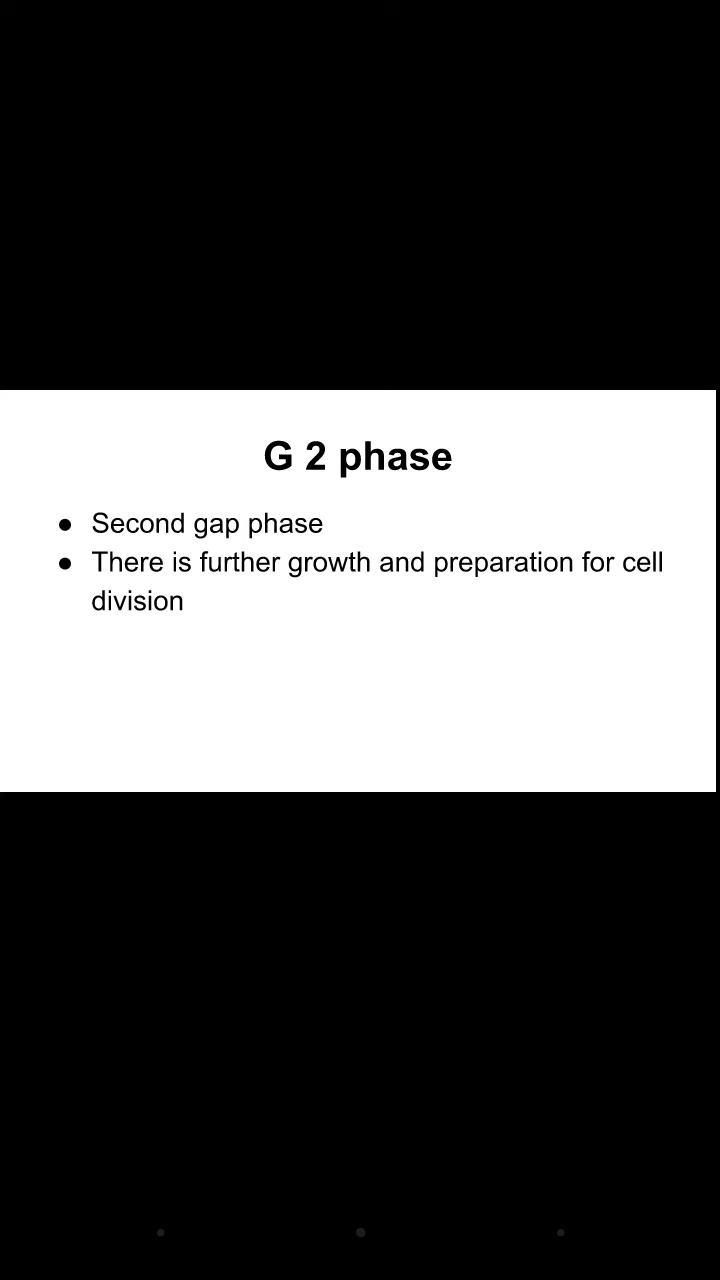 G 2 phase
● Second gap phase
● There is further growth and preparation for cell
division